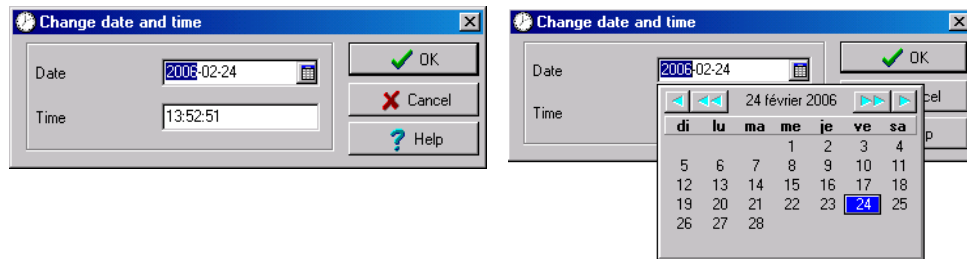 Change date and time
Date 2006-02-24
Time 13:52:51
OK
Cancel
Help
Change date and time
Date 2006-02-24
Time
OK
cel
p
24 février 2006
di lu ma me je ve sa
1 2 3 4
5 6 7 8 9 10 11
12 13 14 15 16 17 18
19 20 21 22 23 24 25
26 27 28